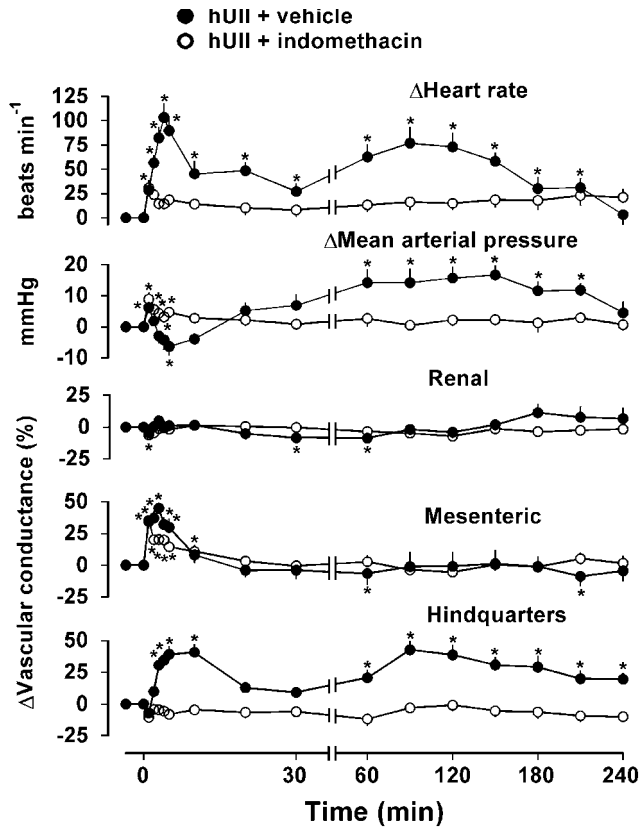 ● hUII + vehicle
○ hUII + indomethacin
ΔHeart rate
beats min⁻¹
125
100
75
50
25
0
ΔMean arterial pressure
mmHg
20
10
0
-10
ΔVascular conductance (%)
Renal
25
0
-25
Mesenteric
50
25
0
-25
Hindquarters
50
25
0
-25
0 30 60 120 180 240
Time (min)